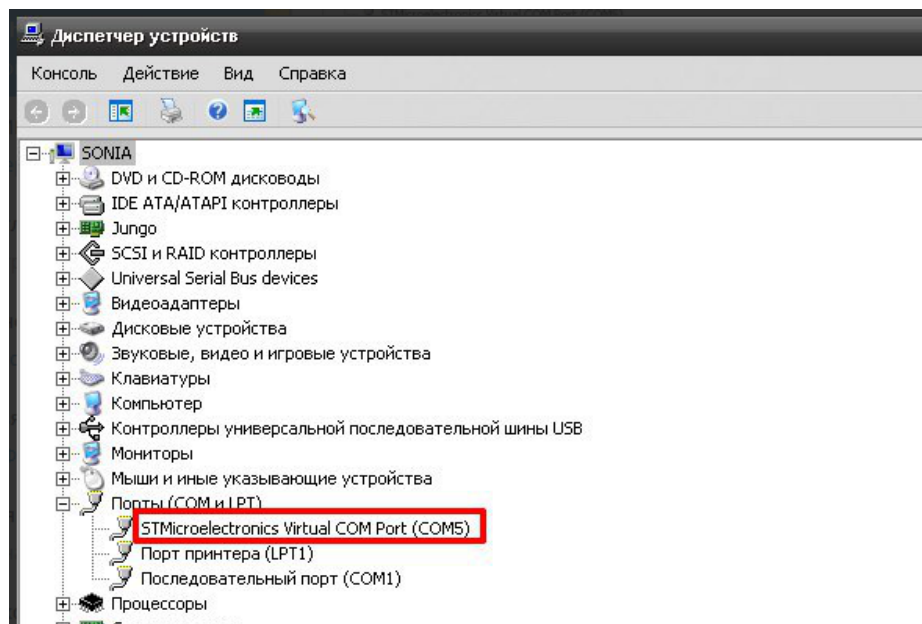 Диспетчер устройств
Консоль Действие Вид Справка
SONIA
DVD и CD-ROM дисководы
IDE ATA/ATAPI контроллеры
Jungo
SCSI и RAID контроллеры
Universal Serial Bus devices
Видеоадаптеры
Дисковые устройства
Звуковые, видео и игровые устройства
Клавиатуры
Компьютер
Контроллеры универсальной последовательной шины USB
Мониторы
Мыши и иные указывающие устройства
Порты (COM и LPT)
STMicroelectronics Virtual COM Port (COM5)
Порт принтера (LPT1)
Последовательный порт (COM1)
Процессоры